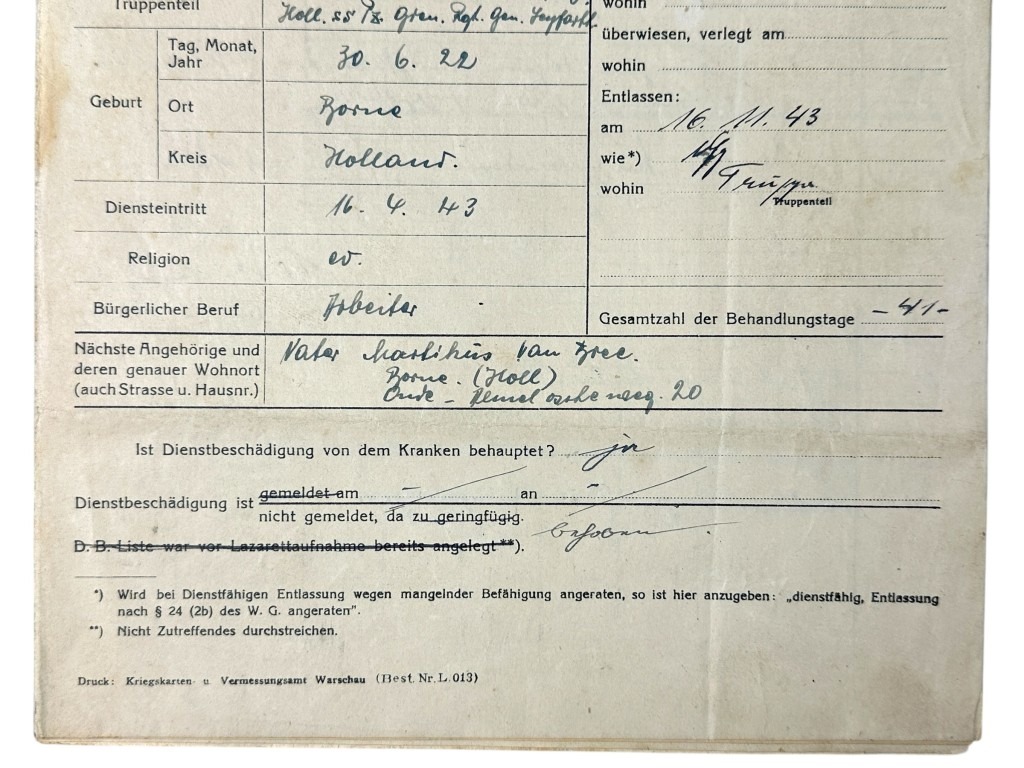 Truppenteil Holl. SS Pz. Gren. Rgt. Gen. Seyffardt
Geburt
Tag, Monat, Jahr 30. 6. 22
Ort Borne
Kreis Holland.
Diensteintritt 16. 4. 43
Religion ev.
Bürgerlicher Beruf Arbeiter
wohin
überwiesen, verlegt am
wohin
Entlassen:
am 16. 11. 43
wie*)
wohin Truppe
Truppenteil
Gesamtzahl der Behandlungstage -41-
Nächste Angehörige und Vater Martinus van Bree.
deren genauer Wohnort Borne. (Holl)
(auch Strasse u. Hausnr.) 20
Ist Dienstbeschädigung von dem Kranken behauptet? ja
Dienstbeschädigung ist gemeldet am - an -
nicht gemeldet, da zu geringfügig. behoben.
D. B.-Liste war vor Lazarettaufnahme bereits angelegt**).
*) Wird bei Dienstfähigen Entlassung wegen mangelnder Befähigung angeraten, so ist hier anzugeben: „dienstfähig, Entlassung
nach § 24 (2b) des W. G. angeraten".
**) Nicht Zutreffendes durchstreichen.
Druck: Kriegskarten- u. Vermessungsamt Warschau (Best. Nr. L. 013)